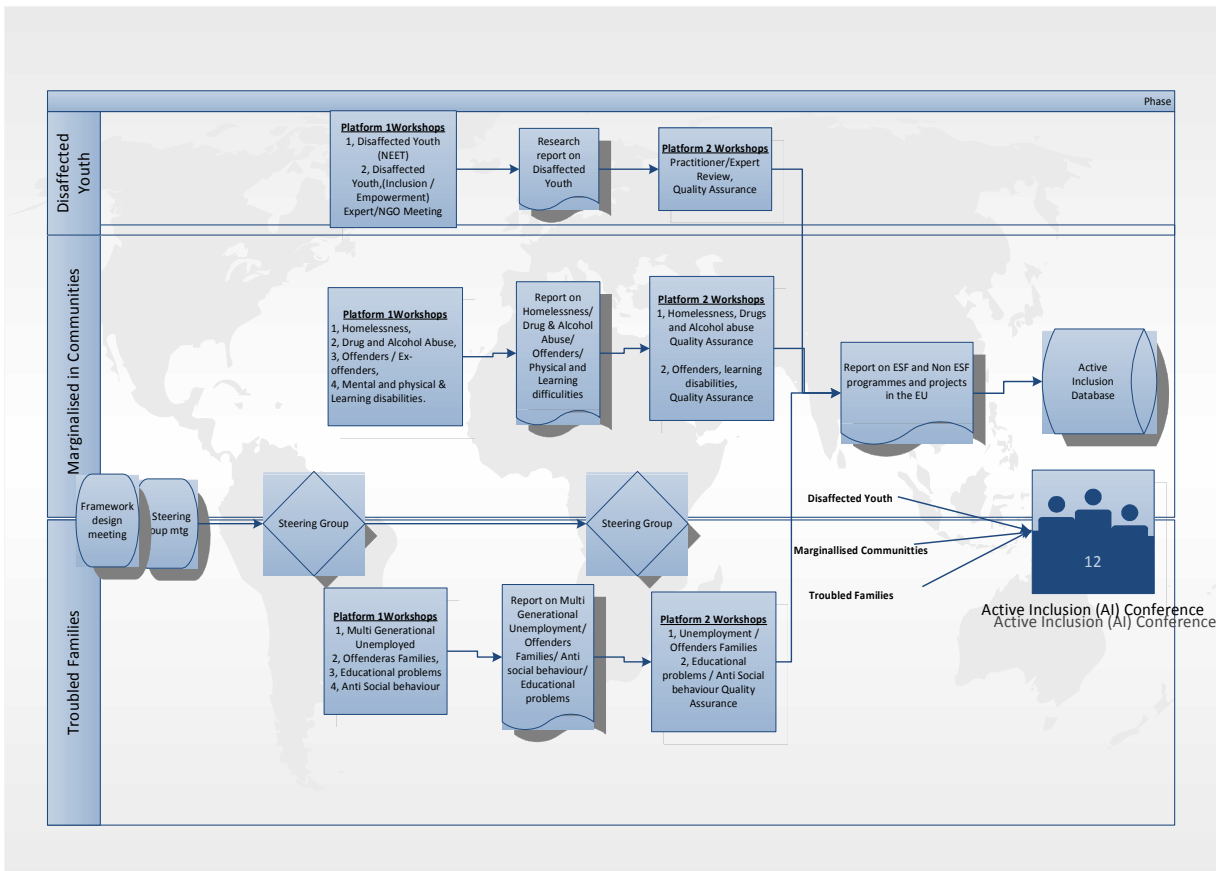 Phase
Disaffected
Youth
Platform 1Workshops
1, Disaffected Youth
(NEET)
2, Disaffected
Youth,(Inclusion /
Empowerment)
Expert/NGO Meeting
Research
report on
Disaffected
Youth
Platform 2 Workshops
Practitioner/Expert
Review,
Quality Assurance
Marginalised in Communities
Platform 1Workshops
1, Homelessness,
2, Drug and Alcohol Abuse,
3, Offenders / Ex-
offenders,
4, Mental and physical &
Learning disabilities.
Report on
Homelessness/
Drug & Alcohol
Abuse/
Offenders/
Physical and
Learning
difficulties
Platform 2 Workshops
1, Homelessness, Drugs
and Alcohol abuse
Quality Assurance
2, Offenders, learning
disabilities,
Quality Assurance
Report on ESF and Non ESF
programmes and projects
in the EU
Active
Inclusion
Database
Framework
design
meeting
Steering
oup mtg
Steering Group
Steering Group
Disaffected Youth
Marginallised Communitties
Troubled Families
12
Active Inclusion (AI) Conference
Active Inclusion (AI) Conference
Troubled Families
Platform 1Workshops
1, Multi Generational
Unemployed
2, Offenderas Families,
3, Educational problems
4, Anti Social behaviour
Report on Multi
Generational
Unemployment/
Offenders
Families/ Anti
social behaviour/
Educational
problems
Platform 2 Workshops
1, Unemployment /
Offenders Families
2, Educational
problems / Anti Social
behaviour Quality
Assurance